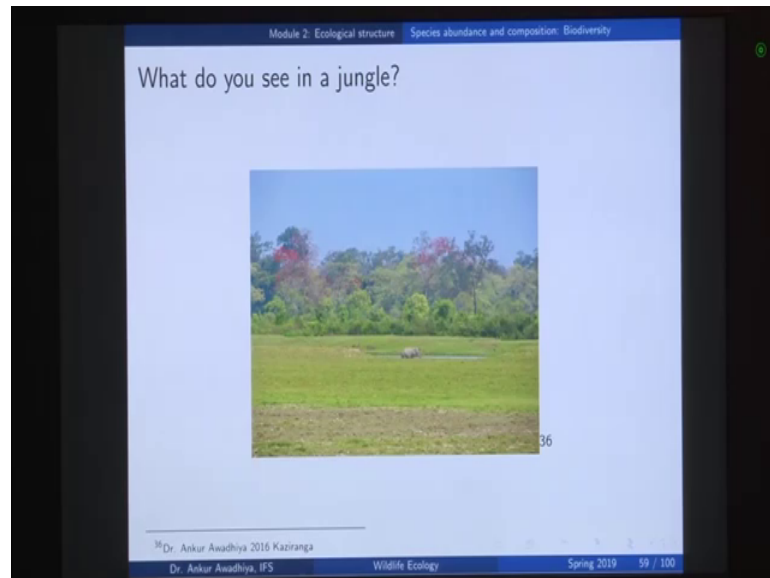 Module 2: Ecological structure Species abundance and composition: Biodiversity
What do you see in a jungle?
36
36Dr. Ankur Awadhiya 2016 Kaziranga
Dr. Ankur Awadhiya, IFS Wildlife Ecology Spring 2019 59 / 100